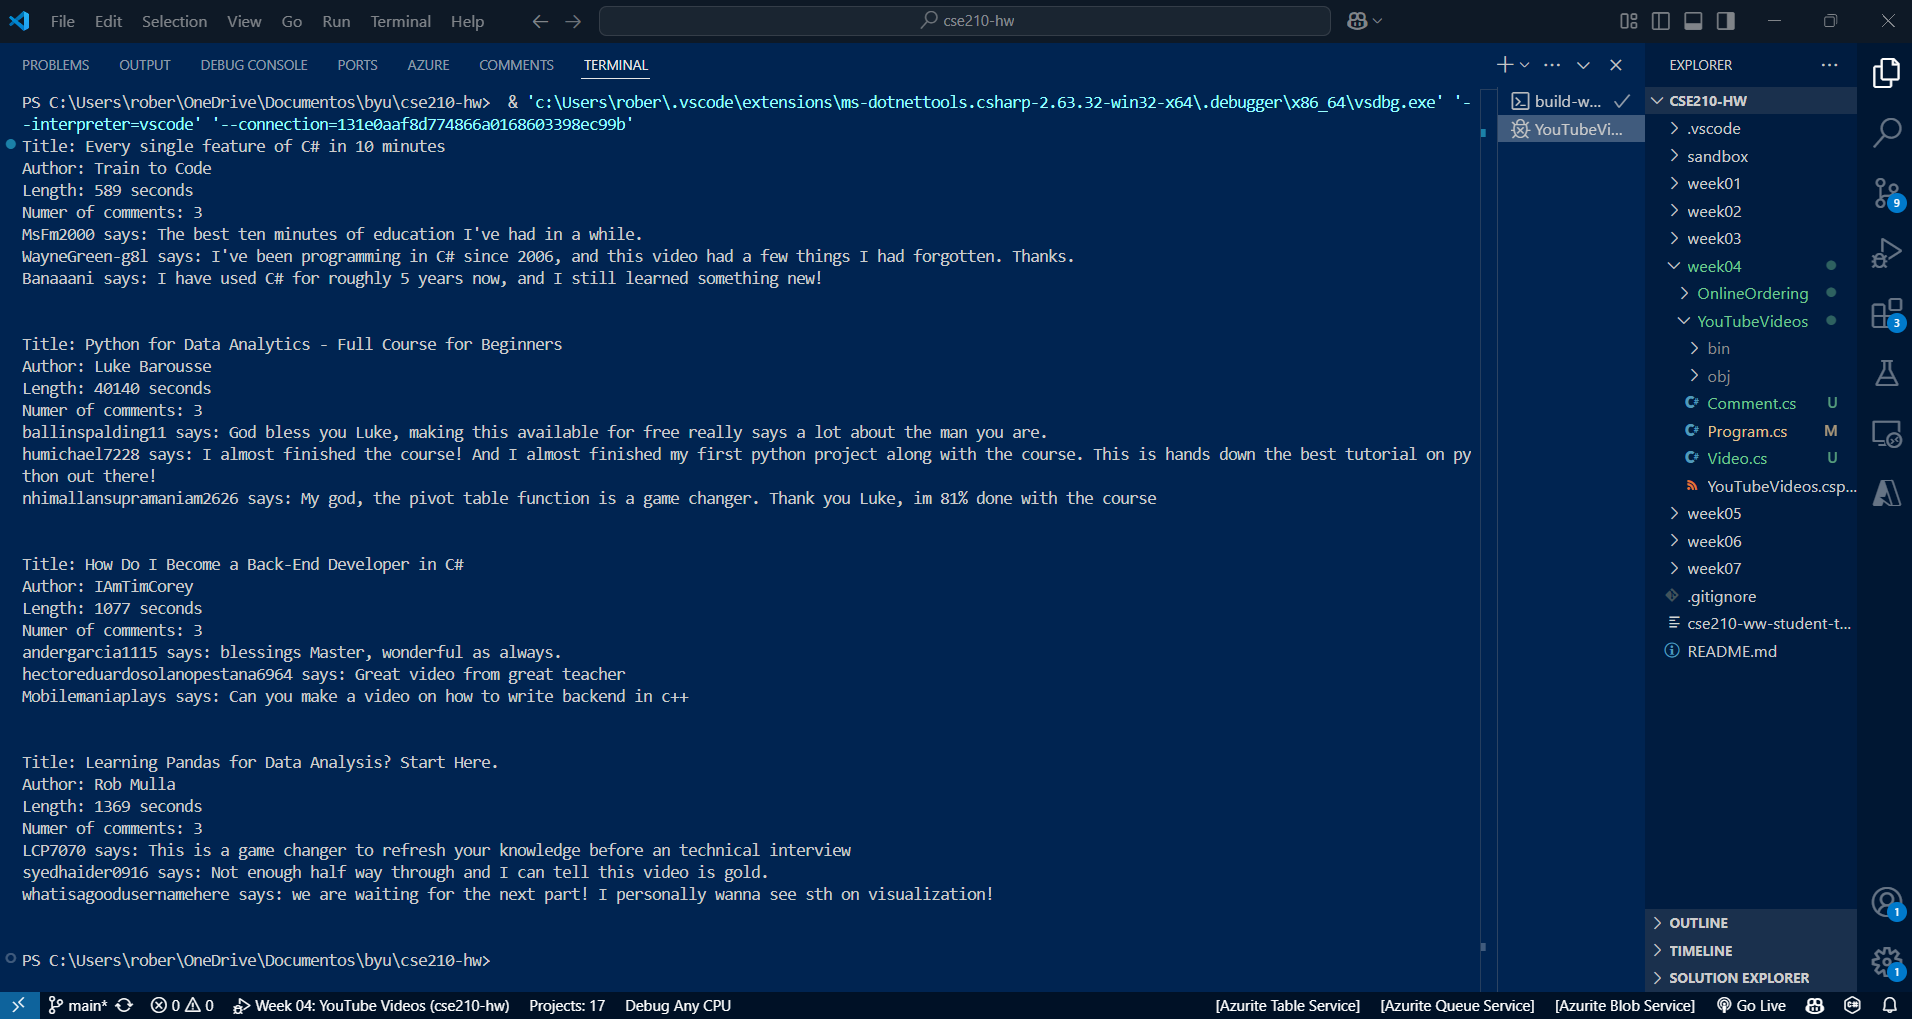 File Edit Selection View Go Run Terminal Help
cse210-hw
PROBLEMS OUTPUT DEBUG CONSOLE PORTS AZURE COMMENTS TERMINAL
PS C:\Users\rober\OneDrive\Documentos\byu\cse210-hw>  & 'c:\Users\rober\.vscode\extensions\ms-dotnettools.csharp-2.63.32-win32-x64\.debugger\x86_64\vsdbg.exe' '-
-interpreter=vscode' '--connection=131e0aaf8d774866a0168603398ec99b'
Title: Every single feature of C# in 10 minutes
Author: Train to Code
Length: 589 seconds
Numer of comments: 3
MsFm2000 says: The best ten minutes of education I've had in a while.
WayneGreen-g8l says: I've been programming in C# since 2006, and this video had a few things I had forgotten. Thanks.
Banaaani says: I have used C# for roughly 5 years now, and I still learned something new!
Title: Python for Data Analytics - Full Course for Beginners
Author: Luke Barousse
Length: 40140 seconds
Numer of comments: 3
ballinspalding11 says: God bless you Luke, making this available for free really says a lot about the man you are.
humichael7228 says: I almost finished the course! And I almost finished my first python project along with the course. This is hands down the best tutorial on py
thon out there!
nhimallansupramaniam2626 says: My god, the pivot table function is a game changer. Thank you Luke, im 81% done with the course
Title: How Do I Become a Back-End Developer in C#
Author: IAmTimCorey
Length: 1077 seconds
Numer of comments: 3
andergarcia1115 says: blessings Master, wonderful as always.
hectoreduardosolanopestana6964 says: Great video from great teacher
Mobilemaniaplays says: Can you make a video on how to write backend in c++
Title: Learning Pandas for Data Analysis? Start Here.
Author: Rob Mulla
Length: 1369 seconds
Numer of comments: 3
LCP7070 says: This is a game changer to refresh your knowledge before an technical interview
syedhaider0916 says: Not enough half way through and I can tell this video is gold.
whatisagoodusernamehere says: we are waiting for the next part! I personally wanna see sth on visualization!
PS C:\Users\rober\OneDrive\Documentos\byu\cse210-hw>
build-w...
YouTubeVi...
EXPLORER
CSE210-HW
.vscode
sandbox
week01
week02
week03
week04
OnlineOrdering
YouTubeVideos
bin
obj
Comment.cs U
Program.cs M
Video.cs U
YouTubeVideos.csp...
week05
week06
week07
.gitignore
cse210-ww-student-t...
README.md
OUTLINE
TIMELINE
SOLUTION EXPLORER
9
3
1
1
main* 0 0 Week 04: YouTube Videos (cse210-hw) Projects: 17 Debug Any CPU [Azurite Table Service] [Azurite Queue Service] [Azurite Blob Service] Go Live